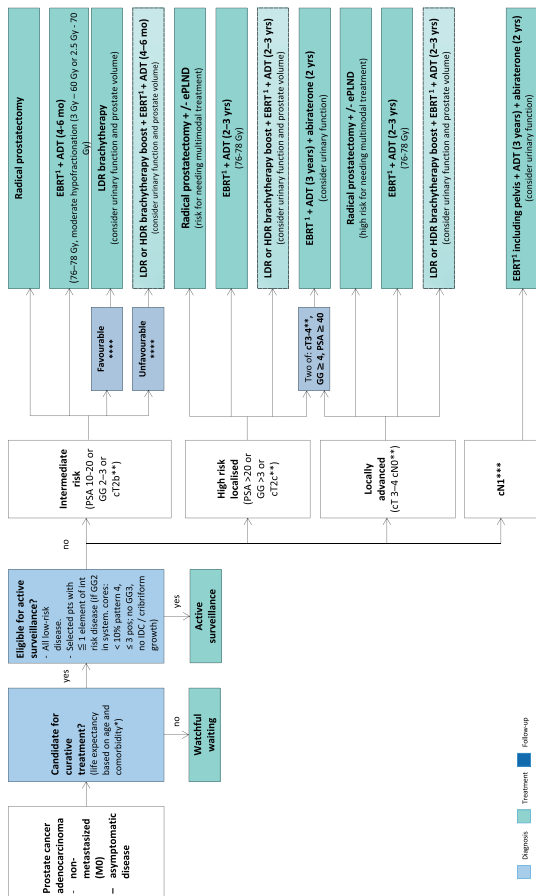 Prostate cancer
adenocarcinoma
- non-
metastasized
(M0)
– asymptomatic
disease
Candidate for
curative
treatment?
(life expectancy
based on age and
comorbidity*)
no
Watchful
waiting
yes
Eligible for active
surveillance?
- All low-risk
disease.
- Selected pts with
≦ 1 element of int
risk disease (if GG2
in system. cores:
< 10% pattern 4,
≤ 3 pos; no GG3,
no IDC / cribriform
growth)
yes
Active
surveillance
no
Intermediate
risk
(PSA 10-20 or
GG 2–3 or
cT2b**)
High risk
localised
(PSA >20 or
GG >3 or
cT2c**)
Locally
advanced
(cT 3–4 cN0**)
cN1***
Favourable
****
Unfavourable
****
Two of: cT3-4**,
GG ≥ 4, PSA ≥ 40
Radical prostatectomy
EBRT¹ + ADT (4-6 mo)
(76–78 Gy, moderate hypofractionation (3 Gy – 60 Gy or 2.5 Gy - 70
Gy)
LDR brachytherapy
(consider urinary function and prostate volume)
LDR or HDR brachytherapy boost + EBRT¹ + ADT (4–6 mo)
(consider urinary function and prostate volume)
Radical prostatectomy + /- ePLND
(risk for needing multimodal treatment)
EBRT¹ + ADT (2–3 yrs)
(76-78 Gy)
LDR or HDR brachytherapy boost + EBRT¹ + ADT (2–3 yrs)
(consider urinary function and prostate volume)
EBRT ¹ + ADT (3 years) + abiraterone (2 yrs)
(consider urinary function)
Radical prostatectomy + /- ePLND
(high risk for needing multimodal treatment)
EBRT¹ + ADT (2–3 yrs)
(76-78 Gy)
LDR or HDR brachytherapy boost + EBRT¹ + ADT (2–3 yrs)
(consider urinary function and prostate volume)
EBRT¹ including pelvis + ADT (3 years) + abiraterone (2 yrs)
(consider urinary function)
Diagnosis
Treatment
Follow-up